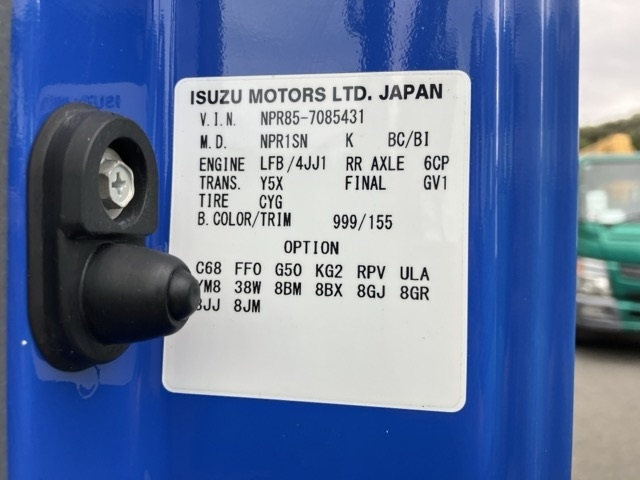 ISUZU MOTORS LTD. JAPAN
V.I.N. NPR85-7085431
M.D. NPR1SN K BC/BI
ENGINE LFB/4JJ1 RR AXLE 6CP
TRANS. Y5X FINAL GV1
TIRE CYG
B.COLOR/TRIM 999/155
OPTION
C68 FF0 G50 KG2 RPV ULA
38W 8BM 8BX 8GJ 8GR
8JM